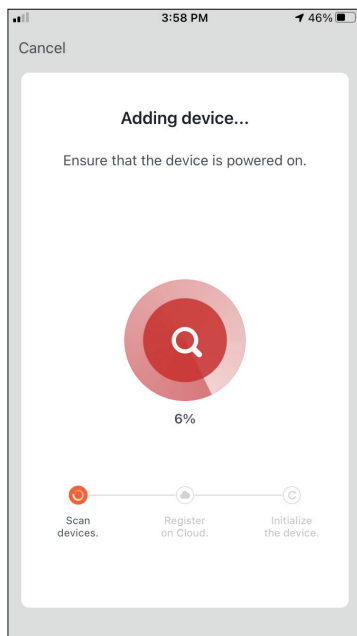 3:58 PM
46%
Cancel
Adding device...
Ensure that the device is powered on.
6%
Scan
devices.
Register
on Cloud.
Initialize
the device.